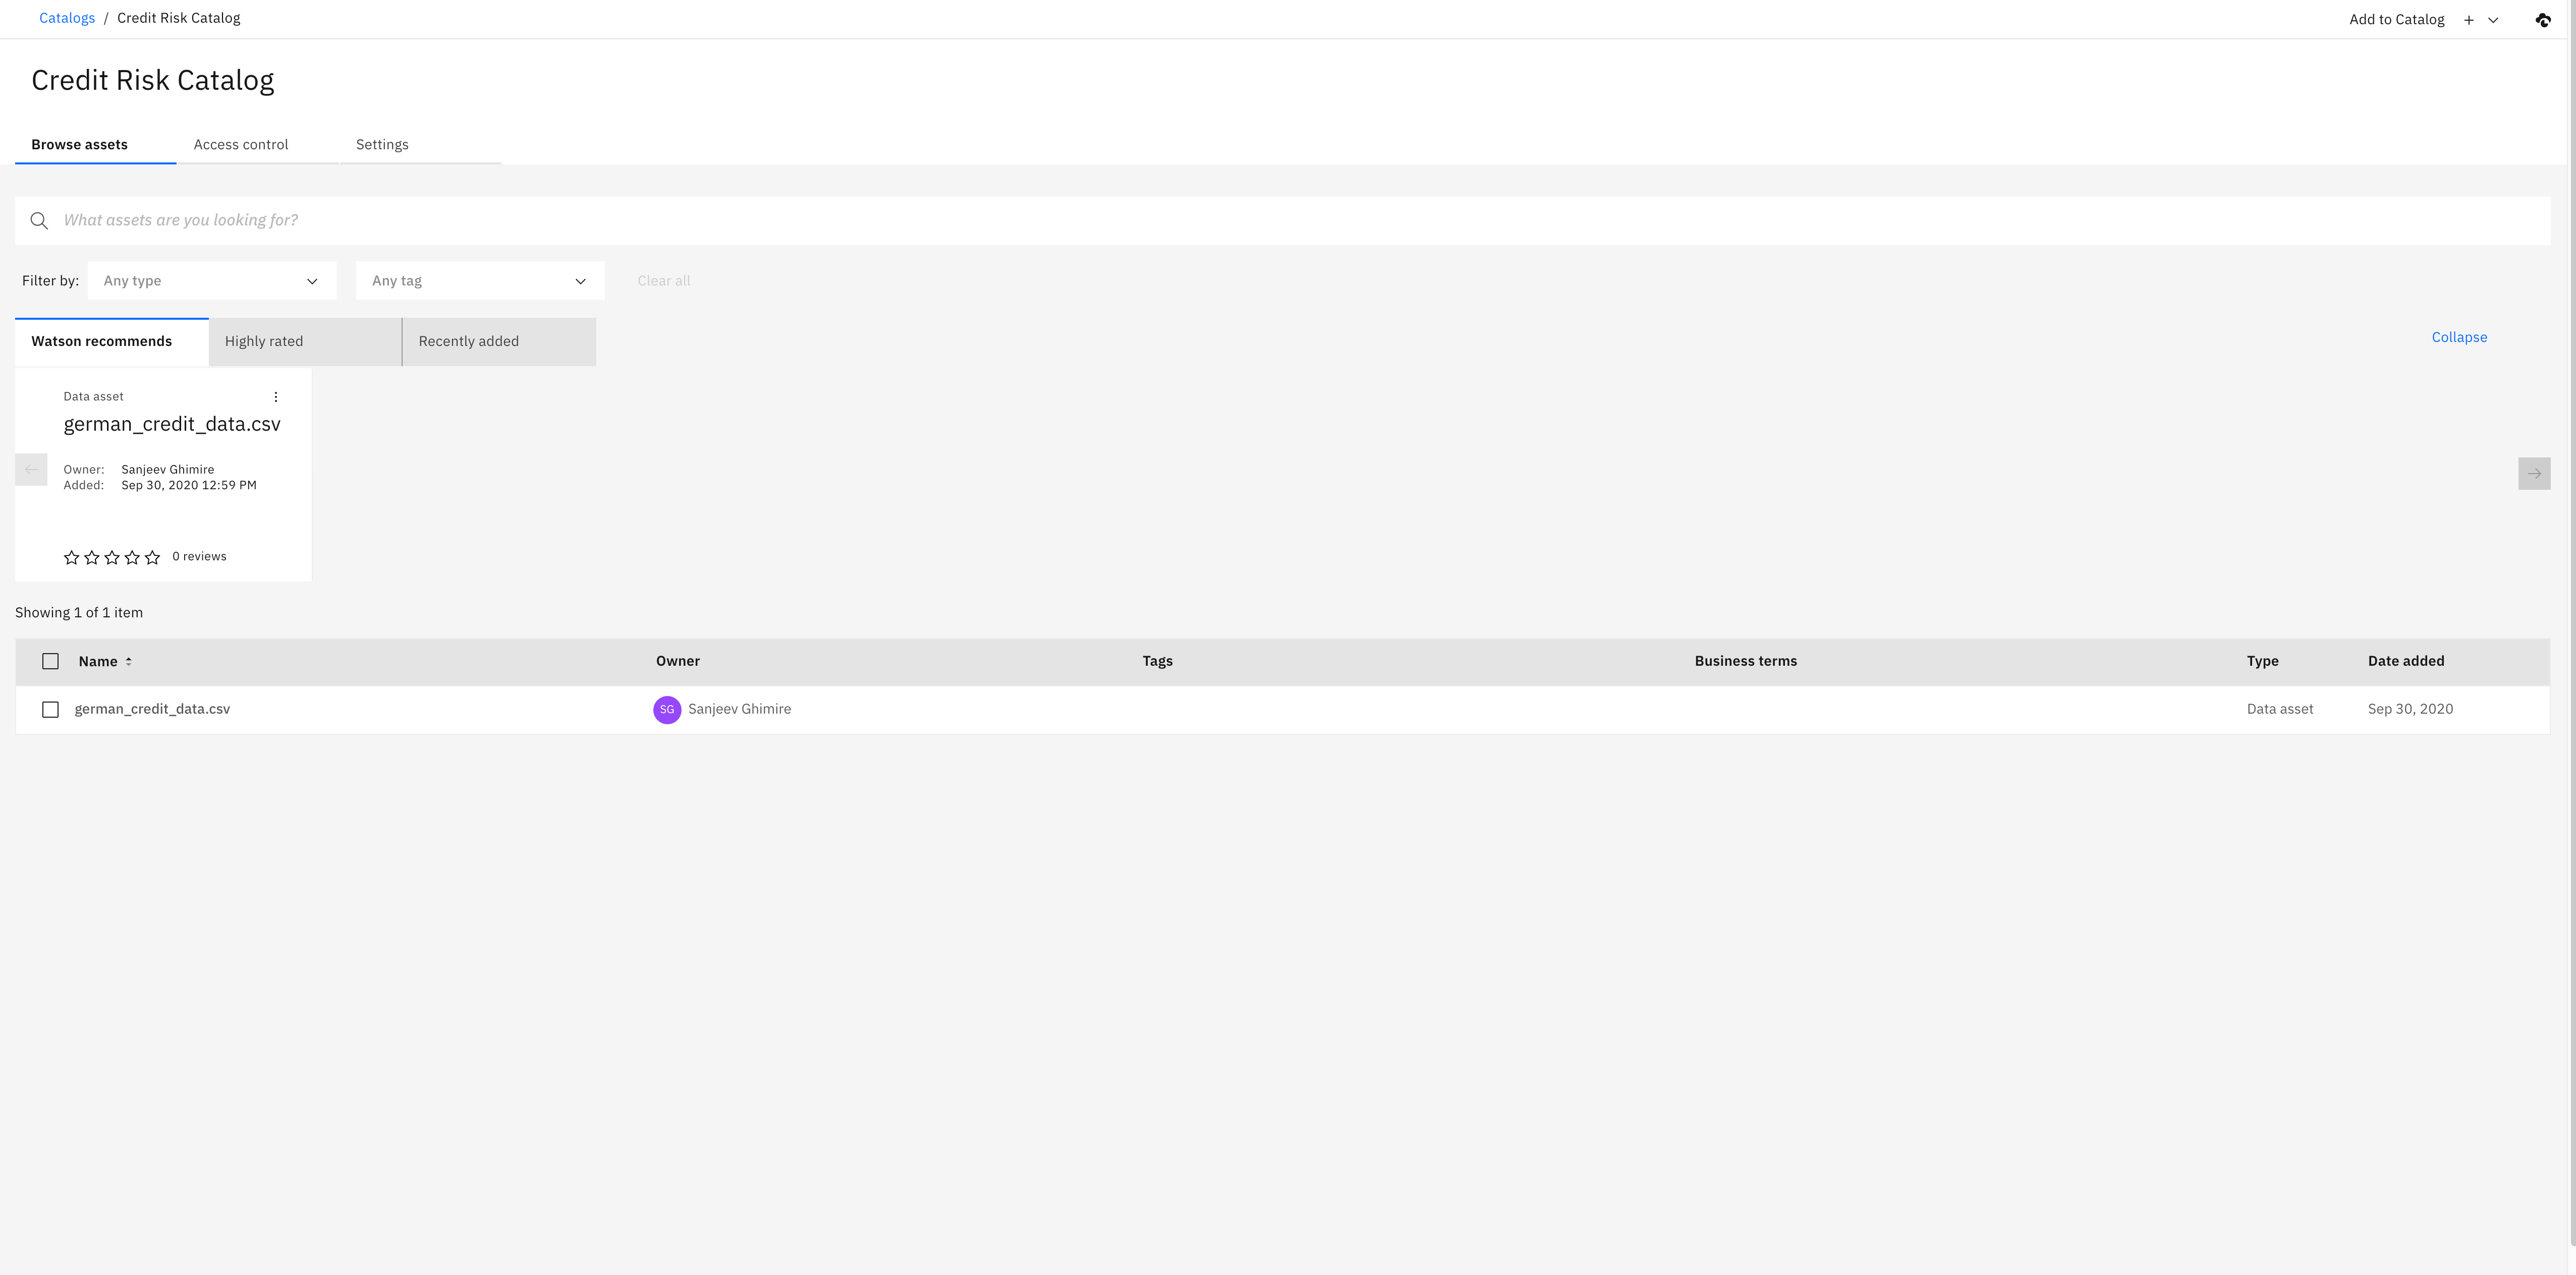 Catalogs / Credit Risk Catalog
Add to Catalog
Credit Risk Catalog
Browse assets Access control Settings
What assets are you looking for?
Filter by: Any type Any tag Clear all
Watson recommends Highly rated Recently added Collapse
Data asset
german_credit_data.csv
Owner: Sanjeev Ghimire
Added: Sep 30, 2020 12:59 PM
0 reviews
Showing 1 of 1 item
Name Owner Tags Business terms Type Date added
german_credit_data.csv SG Sanjeev Ghimire Data asset Sep 30, 2020